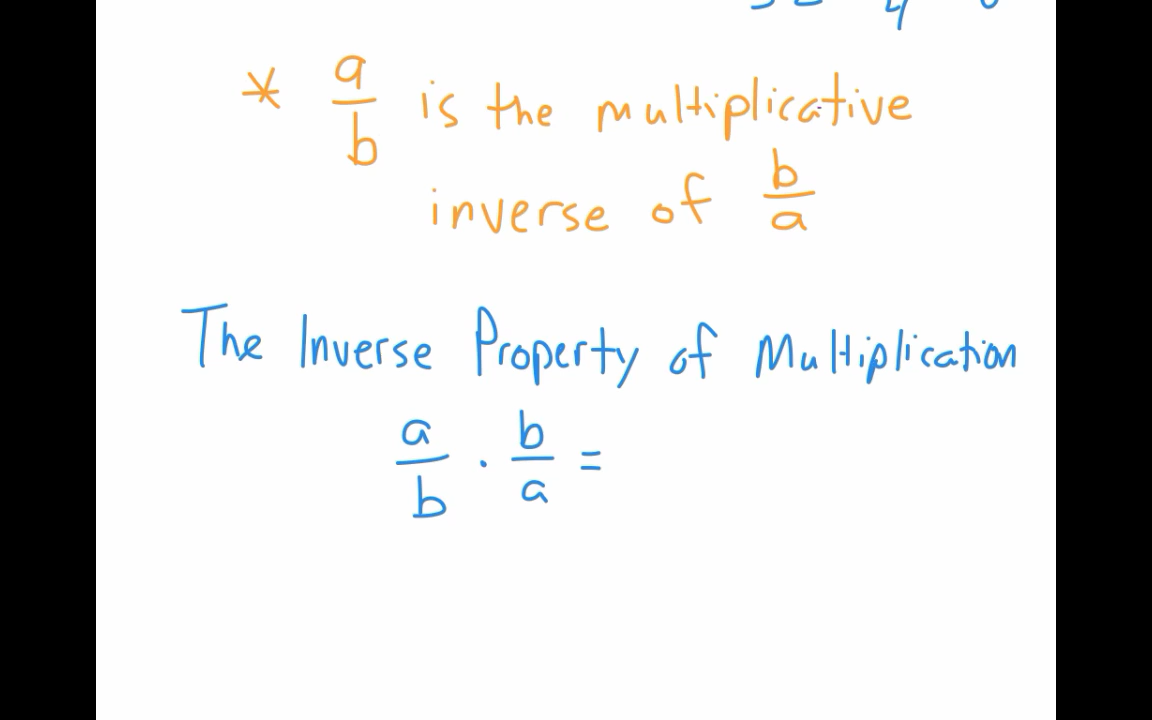 * a/b is the multiplicative
inverse of b/a
The Inverse Property of Multiplication
a/b · b/a =